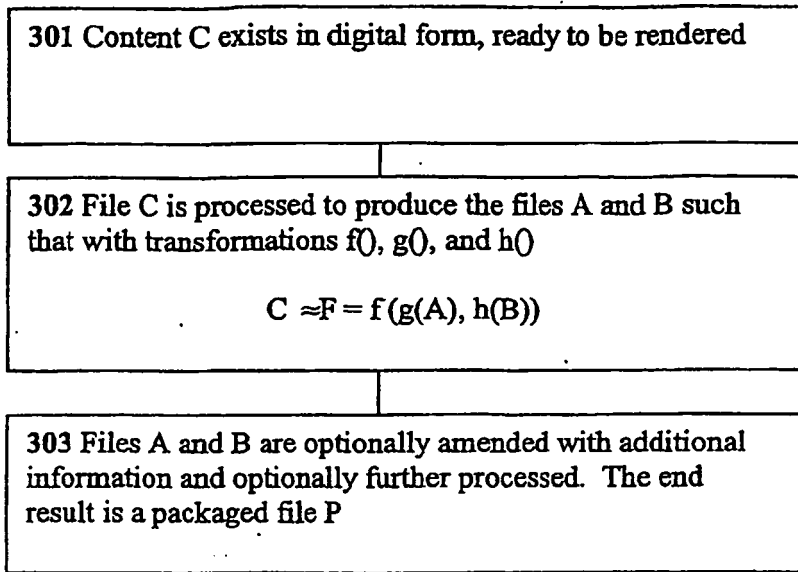 301 Content C exists in digital form, ready to be rendered
302 File C is processed to produce the files A and B such
that with transformations f(), g(), and h()
C ≈F = f (g(A), h(B))
303 Files A and B are optionally amended with additional
information and optionally further processed. The end
result is a packaged file P